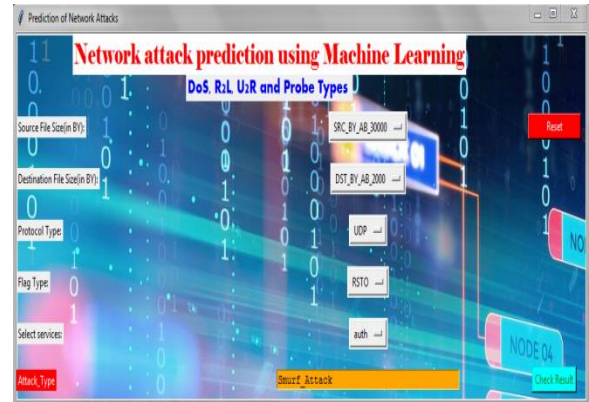 Prediction of Network Attacks
Network attack prediction using Machine Learning
DoS, R2L, U2R and Probe Types
Source File Size(in BY): SRC_BY_AB_30000 Reset
Destination File Size(in BY): DST_BY_AB_2000
Protocol Type: UDP
Flag Type: RSTO
Select services: auth
NODE 04
Attack_Type Smurf_Attack Check Result